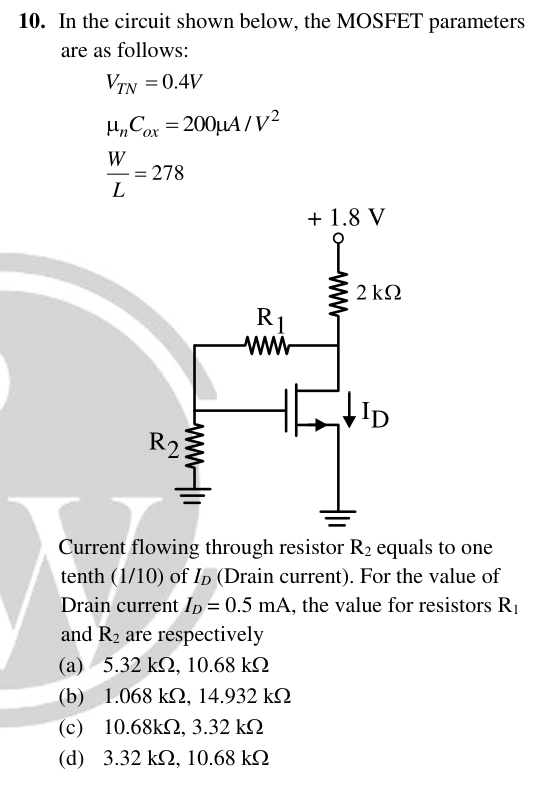 10. In the circuit shown below, the MOSFET parameters
are as follows:
V_TN = 0.4V
μ_nC_ox = 200μA / V²
W/L = 278
+ 1.8 V
2 kΩ
R1
I_D
R2
Current flowing through resistor R₂ equals to one
tenth (1/10) of I_D (Drain current). For the value of
Drain current I_D = 0.5 mA, the value for resistors R₁
and R₂ are respectively
(a) 5.32 kΩ, 10.68 kΩ
(b) 1.068 kΩ, 14.932 kΩ
(c) 10.68kΩ, 3.32 kΩ
(d) 3.32 kΩ, 10.68 kΩ